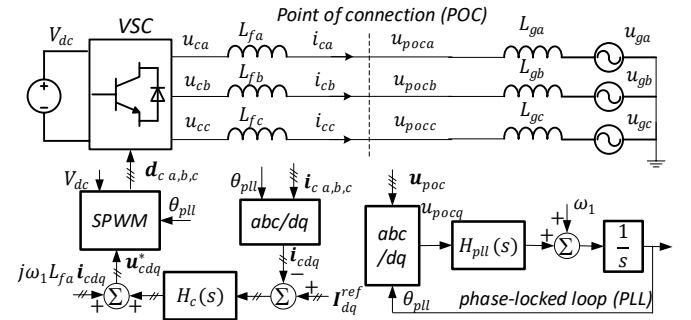 VSC
Point of connection (POC)
V_dc
u_ca L_fa i_ca u_poca L_ga u_ga
u_cb L_fb i_cb u_pocb L_gb u_gb
u_cc L_fc i_cc u_pocc L_gc u_gc
d_c a,b,c
V_dc
SPWM
θ_pll
θ_pll
i_c a,b,c
abc/dq
i_cdq
u*_cdq
jω_1L_fa i_cdq
+
+
Σ
H_c(s)
Σ
−
+
I_dq^ref
u_poc
abc
/dq
u_pocq
H_pll(s)
+
+
Σ
ω_1
1
s
θ_pll
phase-locked loop (PLL)